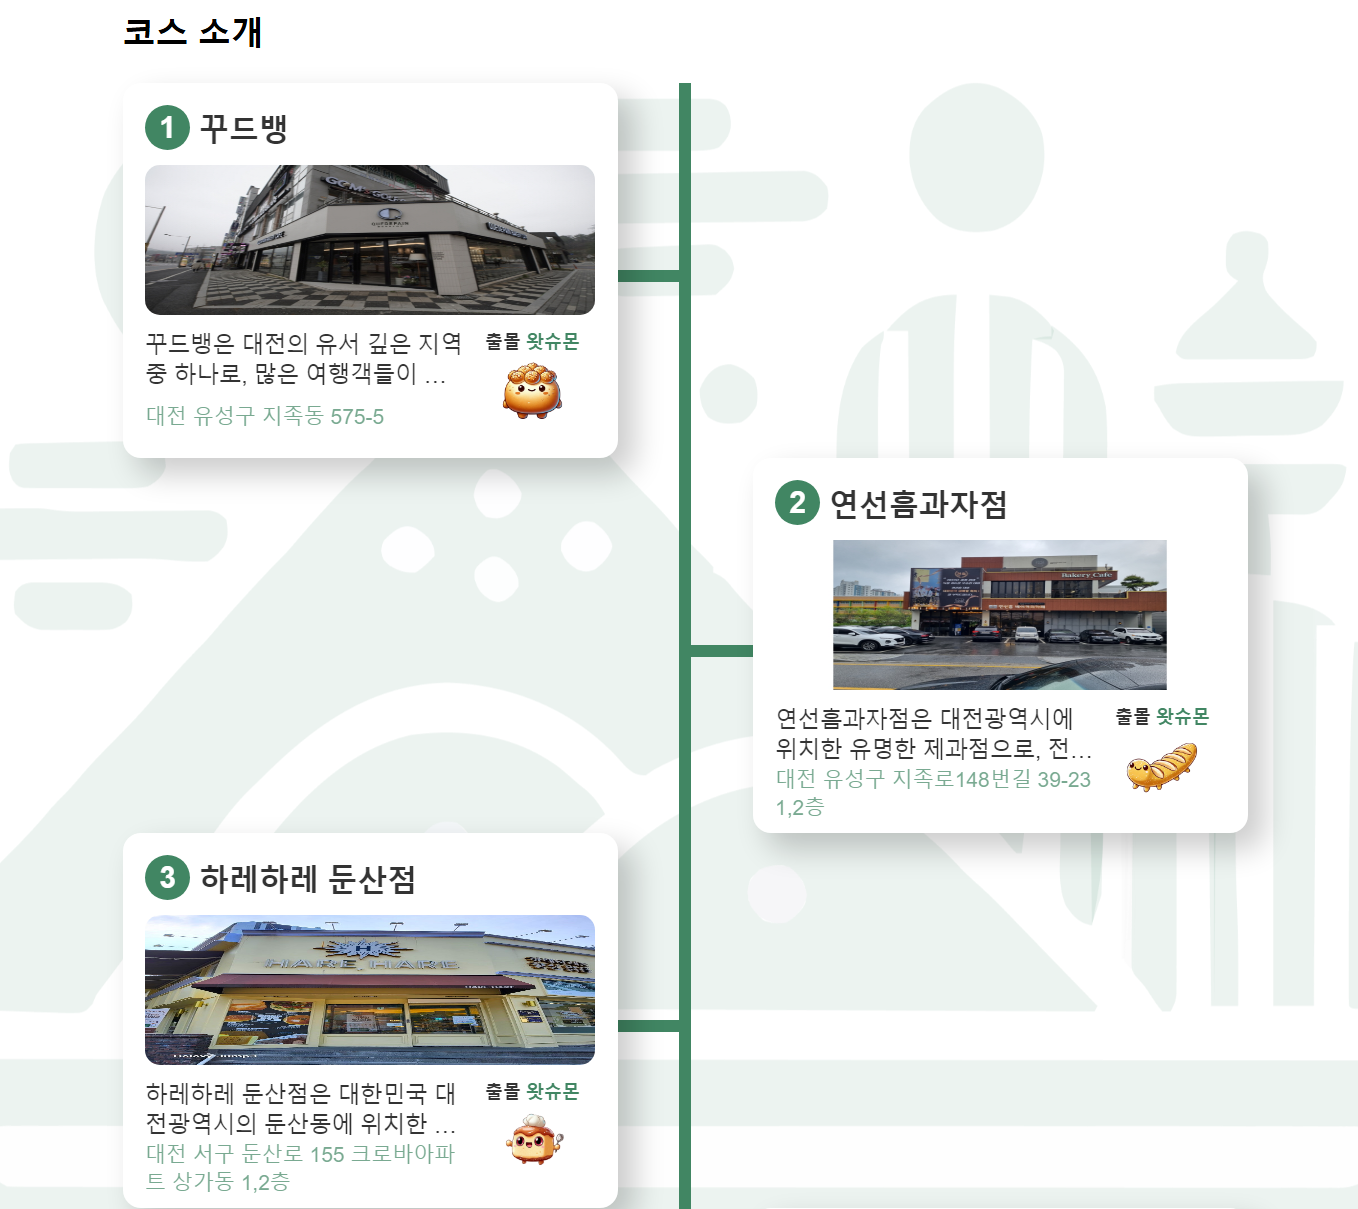 코스 소개
1 꾸드뱅
꾸드뱅은 대전의 유서 깊은 지역
중 하나로, 많은 여행객들이 ...
대전 유성구 지족동 575-5
출몰 왓슈몬
2 연선흠과자점
Bakery Cafe
연선흠과자점은 대전광역시에
위치한 유명한 제과점으로, 전...
대전 유성구 지족로148번길 39-23
1,2층
출몰 왓슈몬
3 하레하레 둔산점
HARE HARE
하레하레 둔산점은 대한민국 대
전광역시의 둔산동에 위치한 ...
대전 서구 둔산로 155 크로바아파
트 상가동 1,2층
출몰 왓슈몬